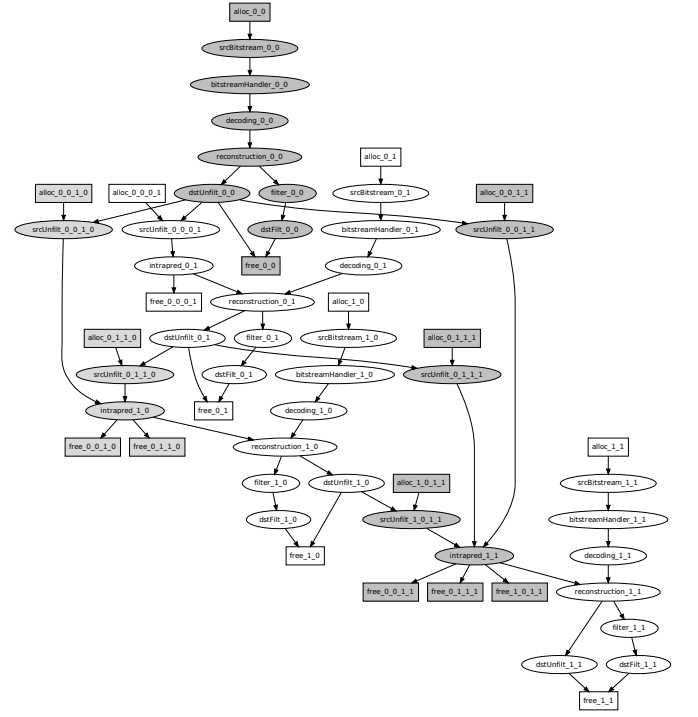 alloc_0_0
srcBitstream_0_0
bitstreamHandler_0_0
decoding_0_0
reconstruction_0_0
alloc_0_1
alloc_0_0_1_0
alloc_0_0_0_1
dstUnfilt_0_0
filter_0_0
srcBitstream_0_1
alloc_0_0_1_1
srcUnfilt_0_0_1_0
srcUnfilt_0_0_0_1
dstFilt_0_0
bitstreamHandler_0_1
srcUnfilt_0_0_1_1
intrapred_0_1
free_0_0
decoding_0_1
free_0_0_0_1
reconstruction_0_1
alloc_1_0
alloc_0_1_1_0
dstUnfilt_0_1
filter_0_1
srcBitstream_1_0
alloc_0_1_1_1
srcUnfilt_0_1_1_0
dstFilt_0_1
bitstreamHandler_1_0
srcUnfilt_0_1_1_1
intrapred_1_0
free_0_1
decoding_1_0
free_0_0_1_0
free_0_1_1_0
reconstruction_1_0
alloc_1_1
filter_1_0
dstUnfilt_1_0
alloc_1_0_1_1
srcBitstream_1_1
dstFilt_1_0
srcUnfilt_1_0_1_1
bitstreamHandler_1_1
free_1_0
intrapred_1_1
decoding_1_1
free_0_0_1_1
free_0_1_1_1
free_1_0_1_1
reconstruction_1_1
filter_1_1
dstUnfilt_1_1
dstFilt_1_1
free_1_1